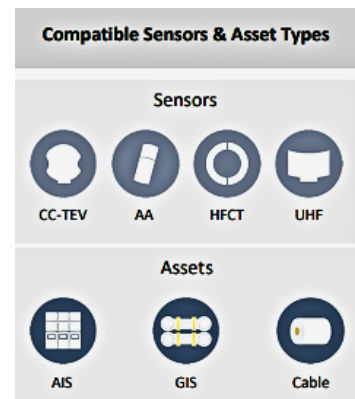 Compatible Sensors & Asset Types
Sensors
CC-TEV AA HFCT UHF
Assets
AIS GIS Cable